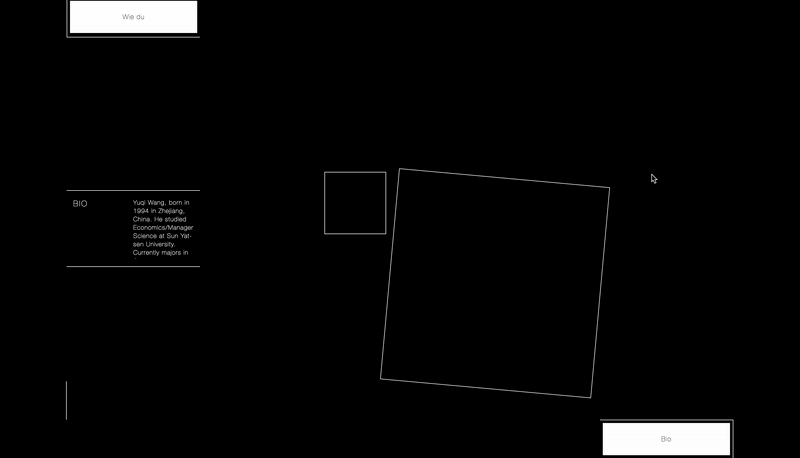 Wie du
BIO
Yuqi Wang, born in
1994 in Zhejiang,
China. He studied
Economics/Manager
Science at Sun Yat-
sen University.
Currently majors in
Bio